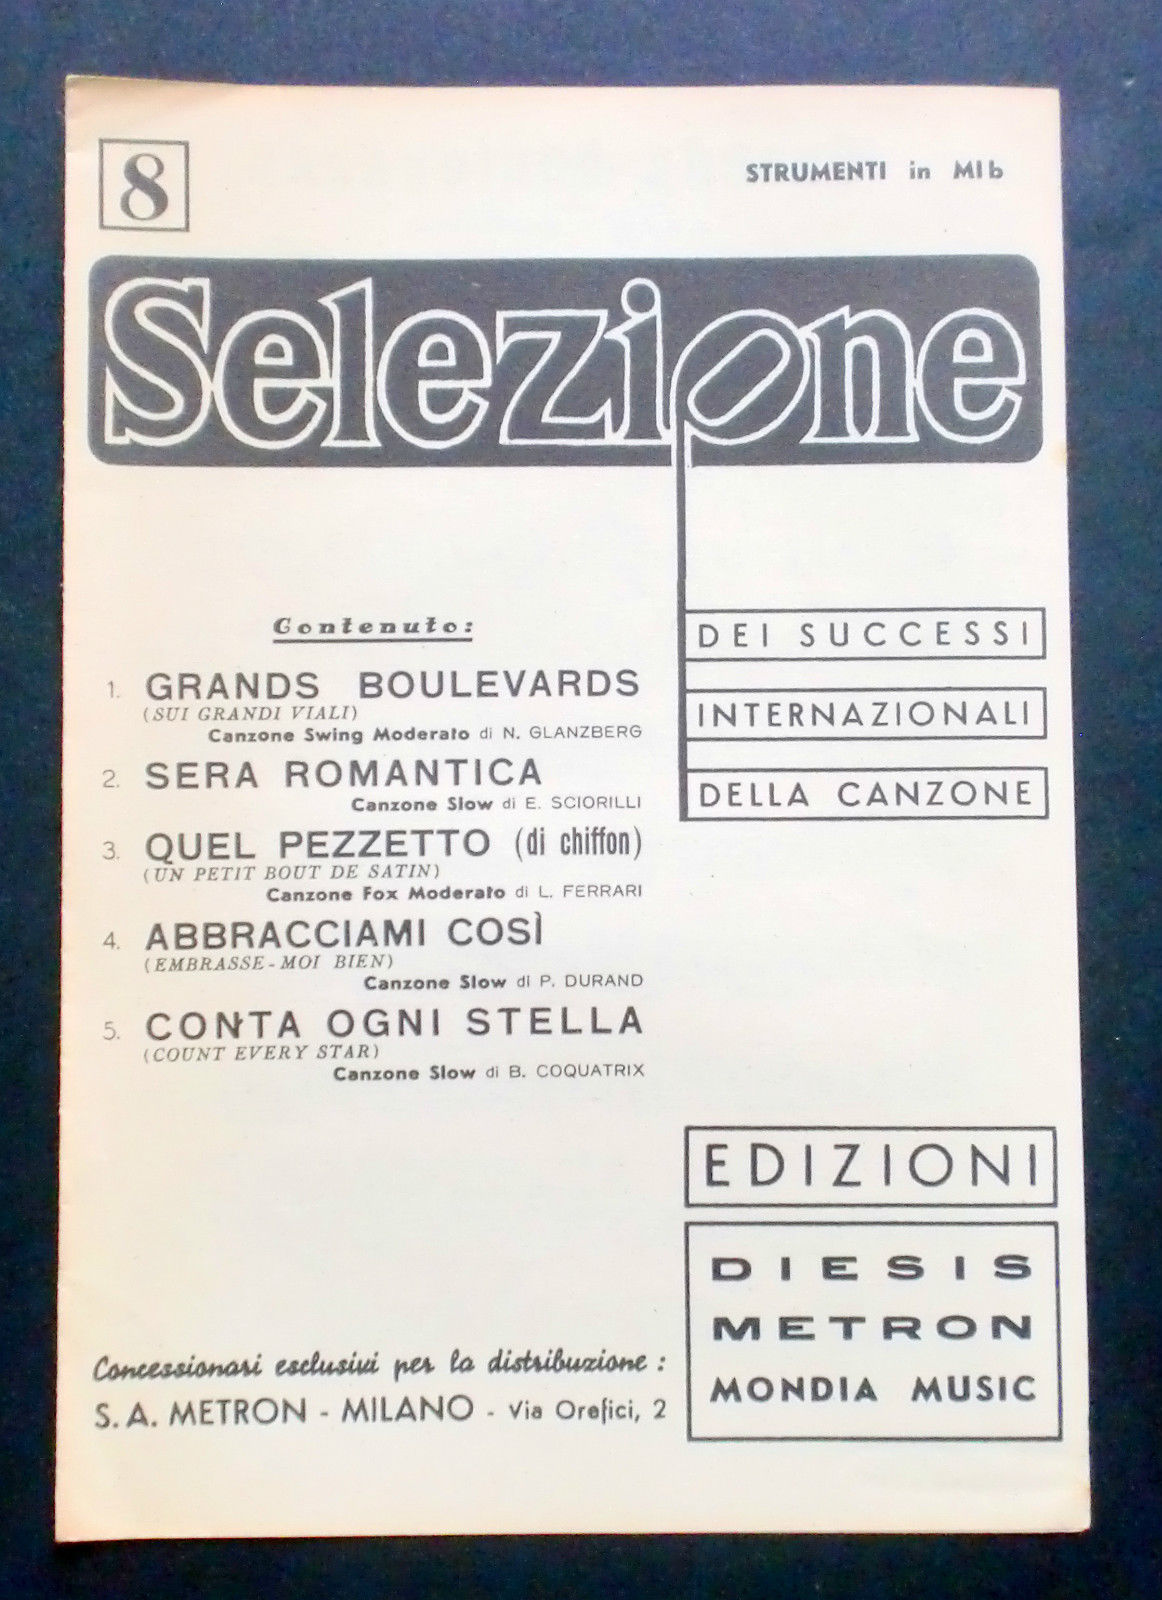 8
STRUMENTI in MIb
Selezione
DEI SUCCESSI
INTERNAZIONALI
DELLA CANZONE
Contenuto:
1. GRANDS BOULEVARDS
(SUI GRANDI VIALI)
Canzone Swing Moderato di N. GLANZBERG
2. SERA ROMANTICA
Canzone Slow di E. SCIORILLI
3. QUEL PEZZETTO (di chiffon)
(UN PETIT BOUT DE SATIN)
Canzone Fox Moderato di L. FERRARI
4. ABBRACCIAMI COSÌ
(EMBRASSE-MOI BIEN)
Canzone Slow di P. DURAND
5. CONTA OGNI STELLA
(COUNT EVERY STAR)
Canzone Slow di B. COQUATRIX
EDIZIONI
DIESIS
METRON
MONDIA MUSIC
Concessionari esclusivi per la distribuzione :
S. A. METRON - MILANO - Via Orefici, 2